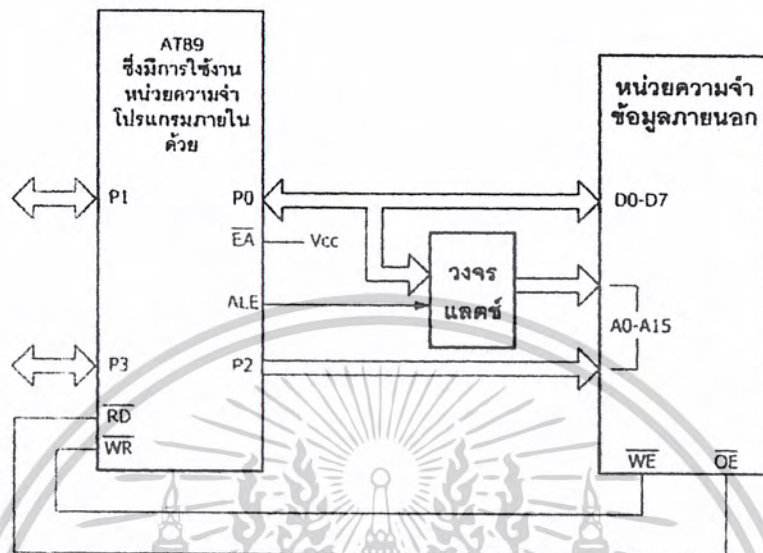 AT89
ซึ่งมีการใช้งาน
หน่วยความจำ
โปรแกรมภายใน
ด้วย
P1
P0
EA
Vcc
ALE
P3
P2
RD
WR
วงจร
แลตช์
หน่วยความจำ
ข้อมูลภายนอก
D0-D7
A0-A15
WE
OE